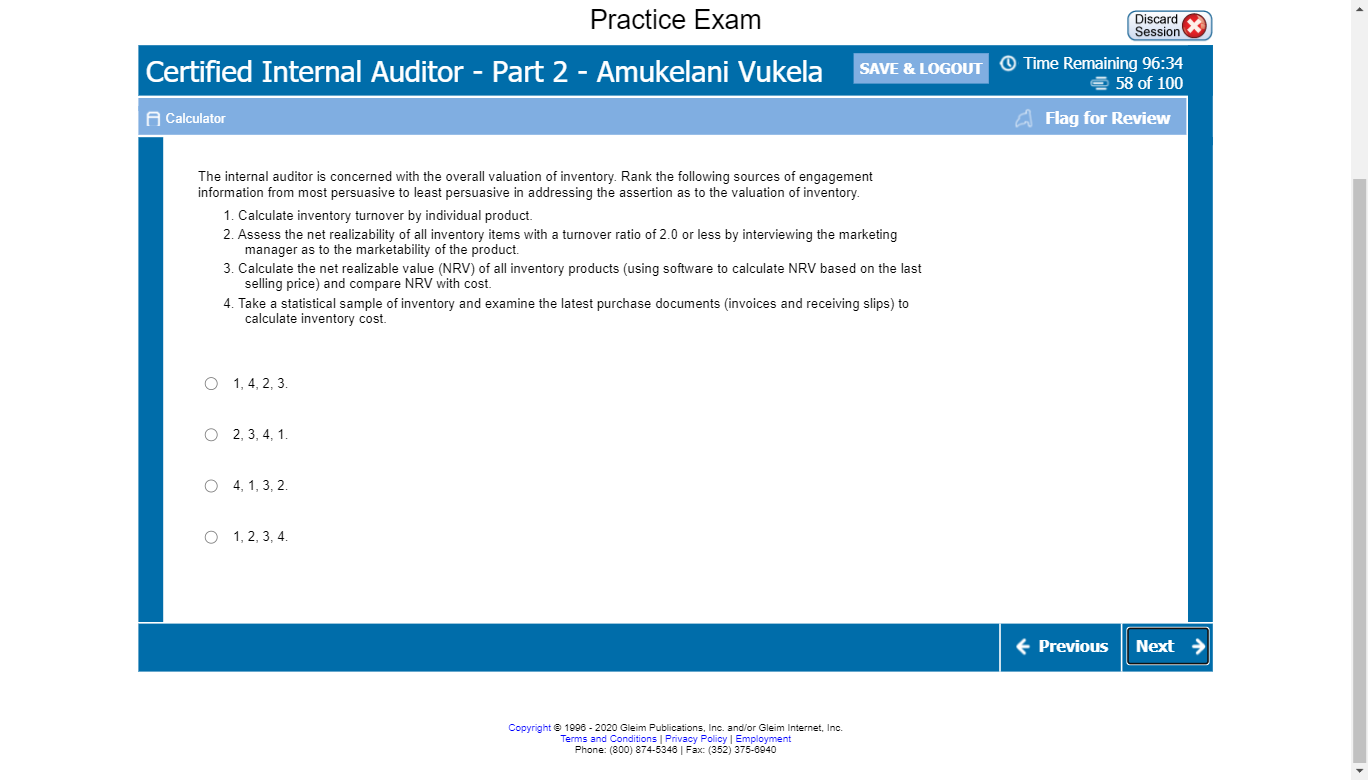 Practice Exam
Discard
Session
Certified Internal Auditor - Part 2 - Amukelani Vukela
SAVE & LOGOUT
Time Remaining 96:34
58 of 100
Calculator
Flag for Review
The internal auditor is concerned with the overall valuation of inventory. Rank the following sources of engagement
information from most persuasive to least persuasive in addressing the assertion as to the valuation of inventory.
1. Calculate inventory turnover by individual product.
2. Assess the net realizability of all inventory items with a turnover ratio of 2.0 or less by interviewing the marketing
manager as to the marketability of the product.
3. Calculate the net realizable value (NRV) of all inventory products (using software to calculate NRV based on the last
selling price) and compare NRV with cost.
4. Take a statistical sample of inventory and examine the latest purchase documents (invoices and receiving slips) to
calculate inventory cost.
1, 4, 2, 3.
2, 3, 4, 1.
4, 1, 3, 2.
1, 2, 3, 4.
Previous
Next
Copyright © 1996 - 2020 Gleim Publications, Inc. and/or Gleim Internet, Inc.
Terms and Conditions | Privacy Policy | Employment
Phone: (800) 874-5346 | Fax: (352) 375-6940